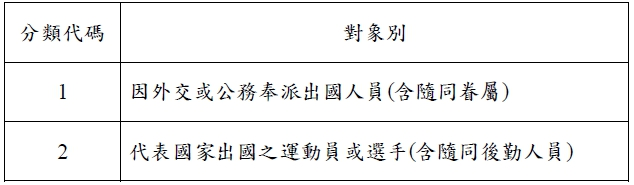 分類代碼 對象別
1 因外交或公務奉派出國人員(含隨同眷屬)
2 代表國家出國之運動員或選手(含隨同後勤人員)